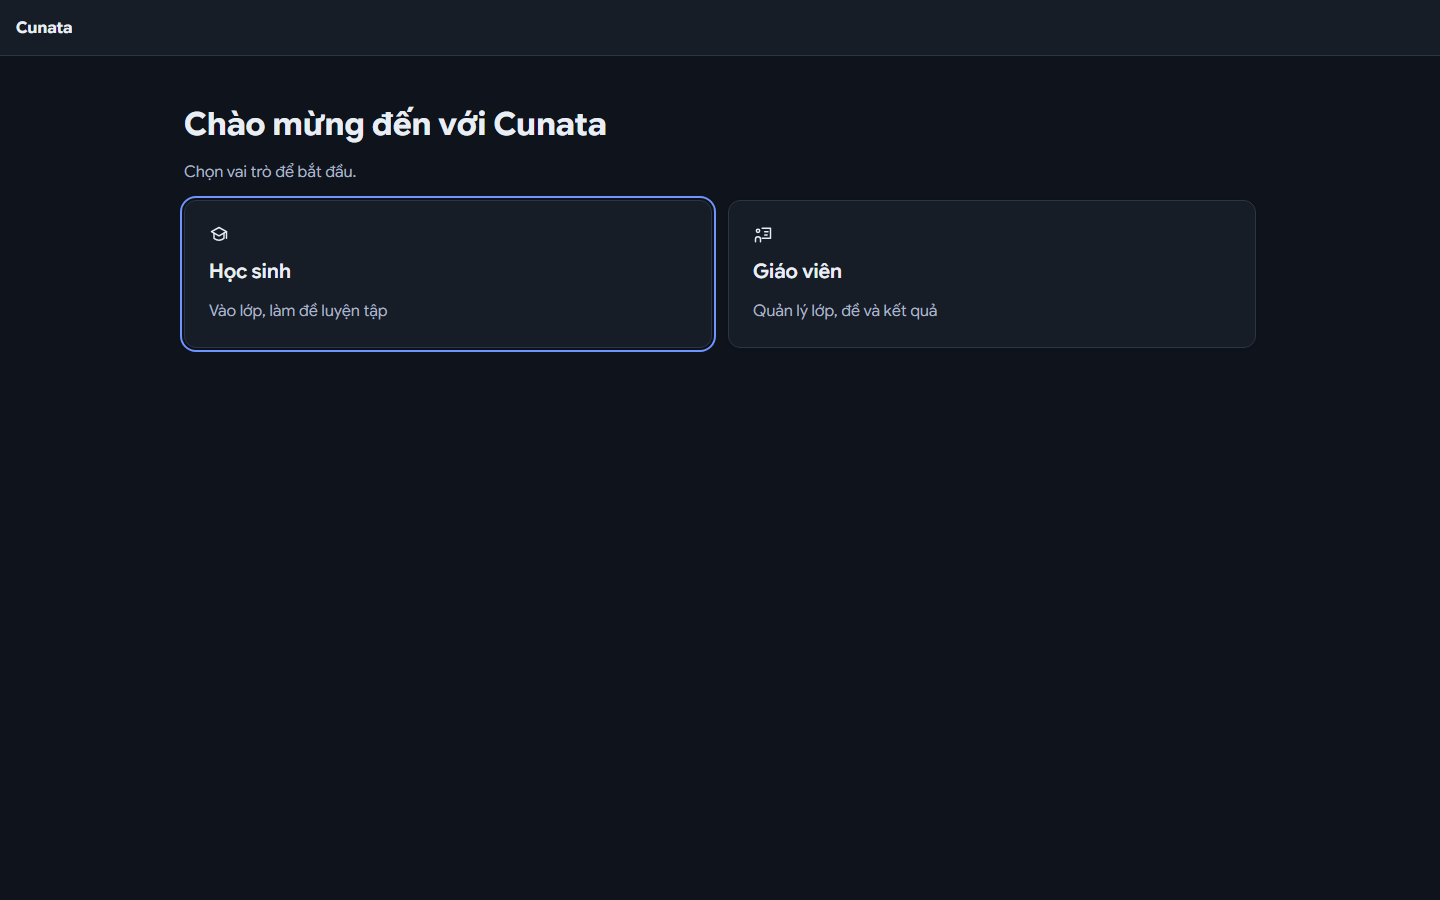 Cunata
Chào mừng đến với Cunata
Chọn vai trò để bắt đầu.
Học sinh
Vào lớp, làm đề luyện tập
Giáo viên
Quản lý lớp, đề và kết quả